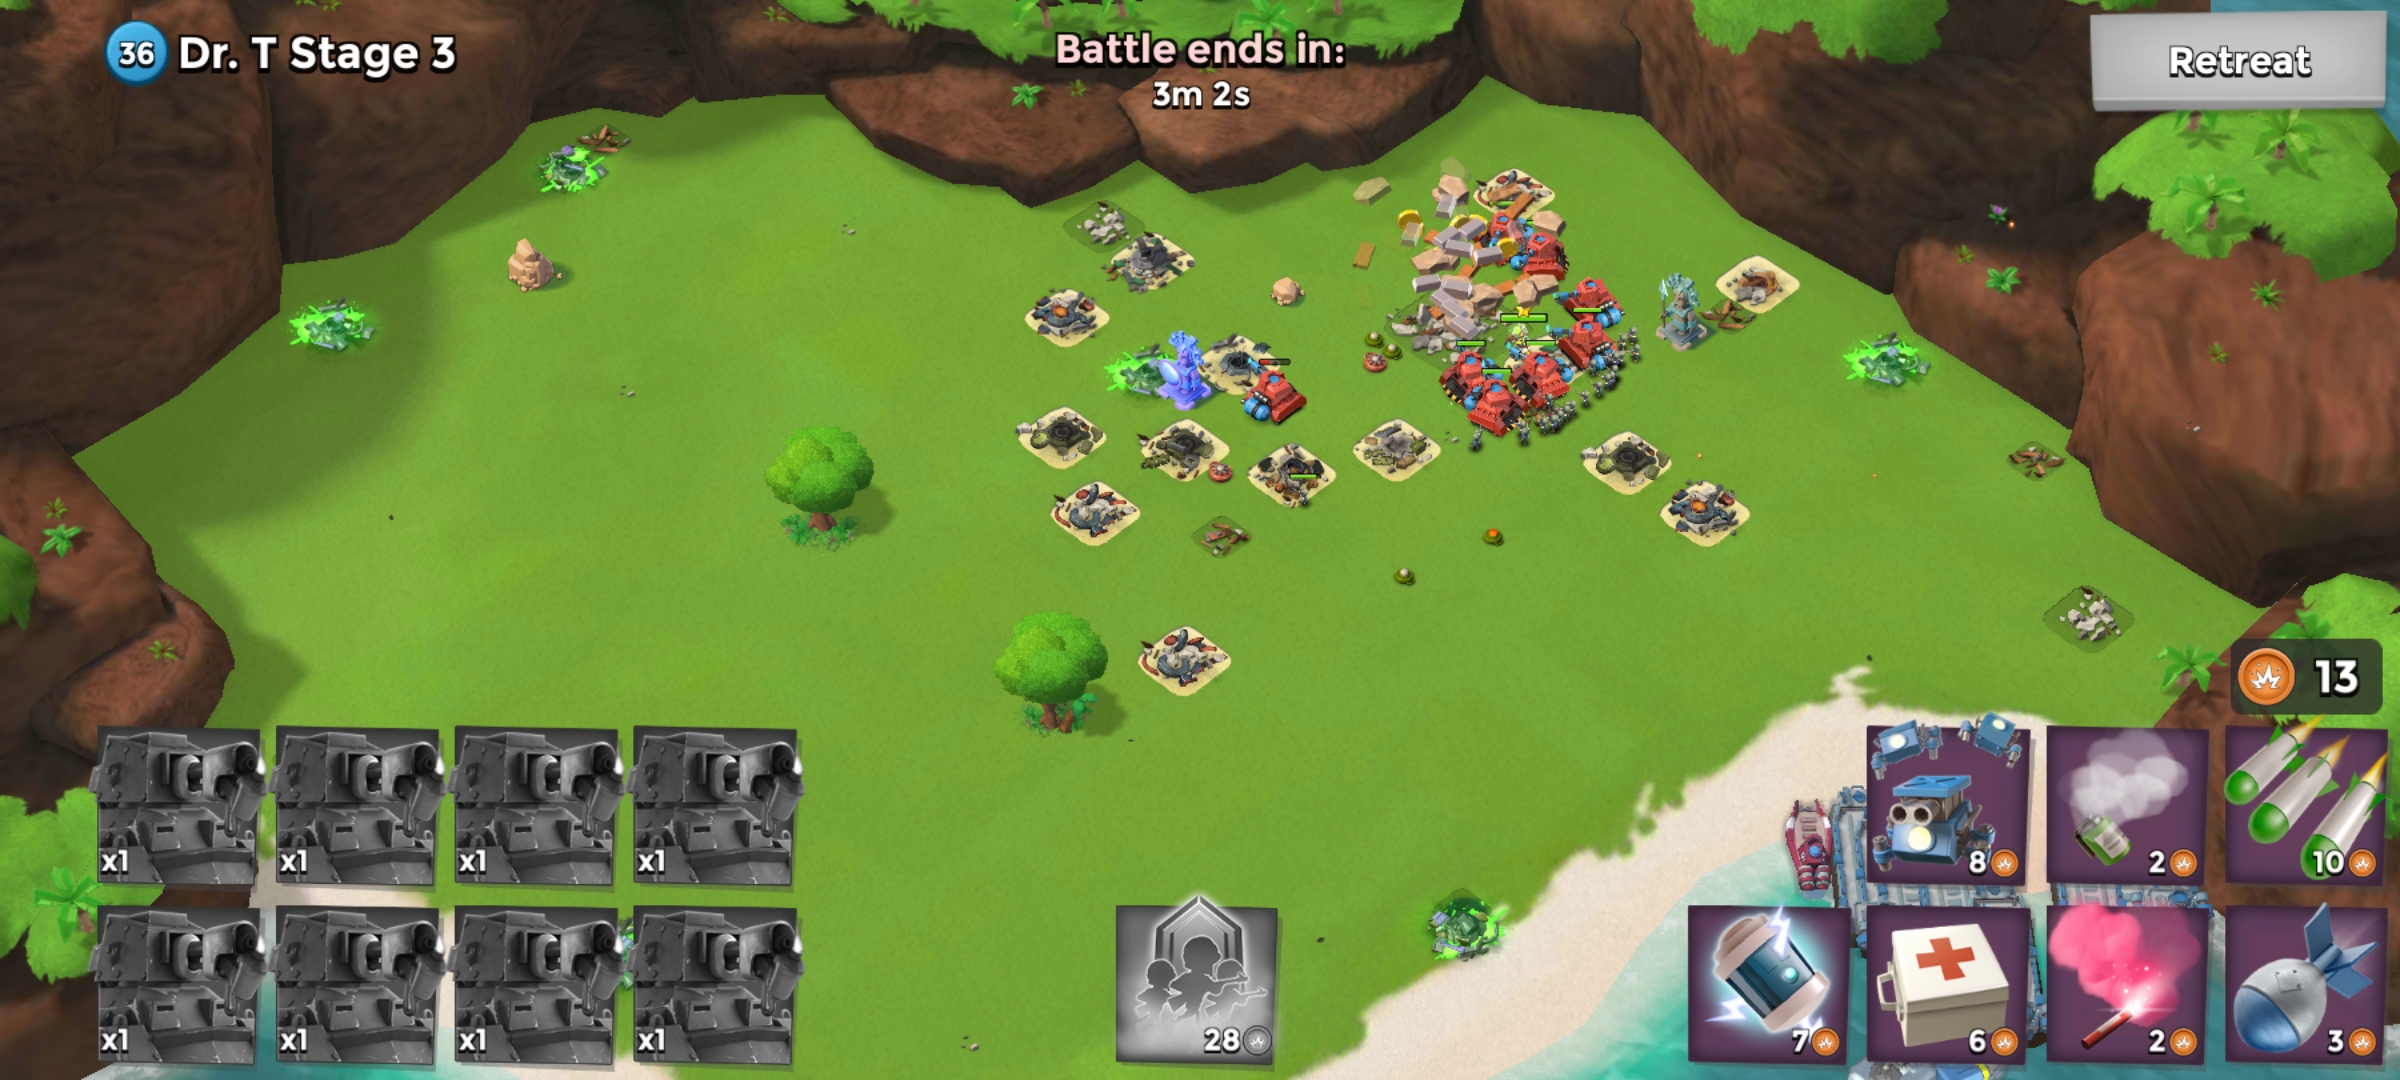 36 Dr. T Stage 3
Battle ends in:
3m 2s
Retreat
13
x1 x1 x1 x1
8 2 10
x1 x1 x1 x1
28
7 6 2 3